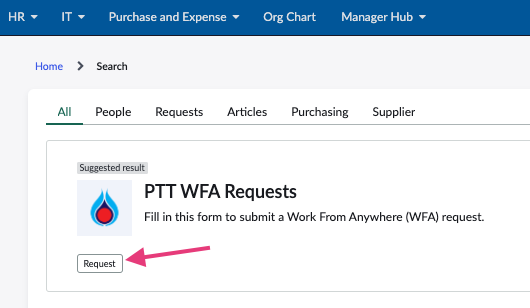 HR IT Purchase and Expense Org Chart Manager Hub
Home Search
All People Requests Articles Purchasing Supplier
Suggested result
PTT WFA Requests
Fill in this form to submit a Work From Anywhere (WFA) request.
Request